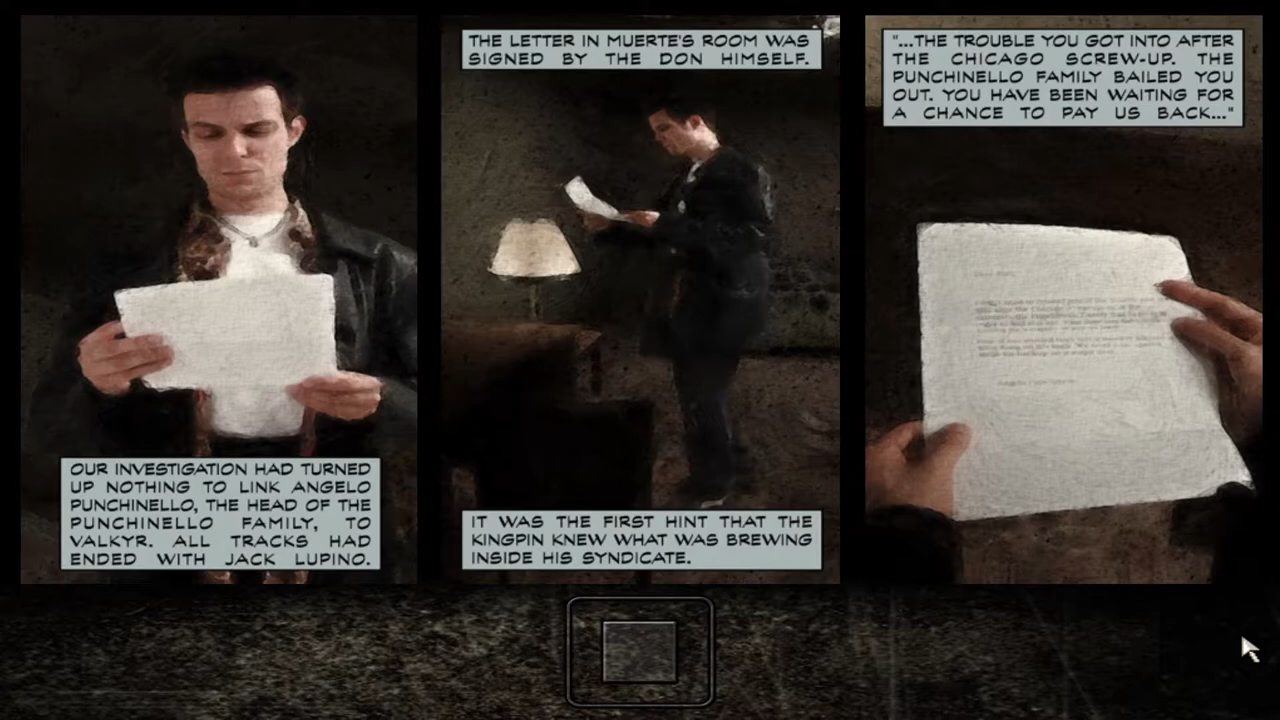 OUR INVESTIGATION HAD TURNED
UP NOTHING TO LINK ANGELO
PUNCHINELLO, THE HEAD OF THE
PUNCHINELLO FAMILY, TO
VALKYR. ALL TRACKS HAD
ENDED WITH JACK LUPINO.
THE LETTER IN MUERTE'S ROOM WAS
SIGNED BY THE DON HIMSELF.
IT WAS THE FIRST HINT THAT THE
KINGPIN KNEW WHAT WAS BREWING
INSIDE HIS SYNDICATE.
"...THE TROUBLE YOU GOT INTO AFTER
THE CHICAGO SCREW-UP. THE
PUNCHINELLO FAMILY BAILED YOU
OUT. YOU HAVE BEEN WAITING FOR
A CHANCE TO PAY US BACK..."